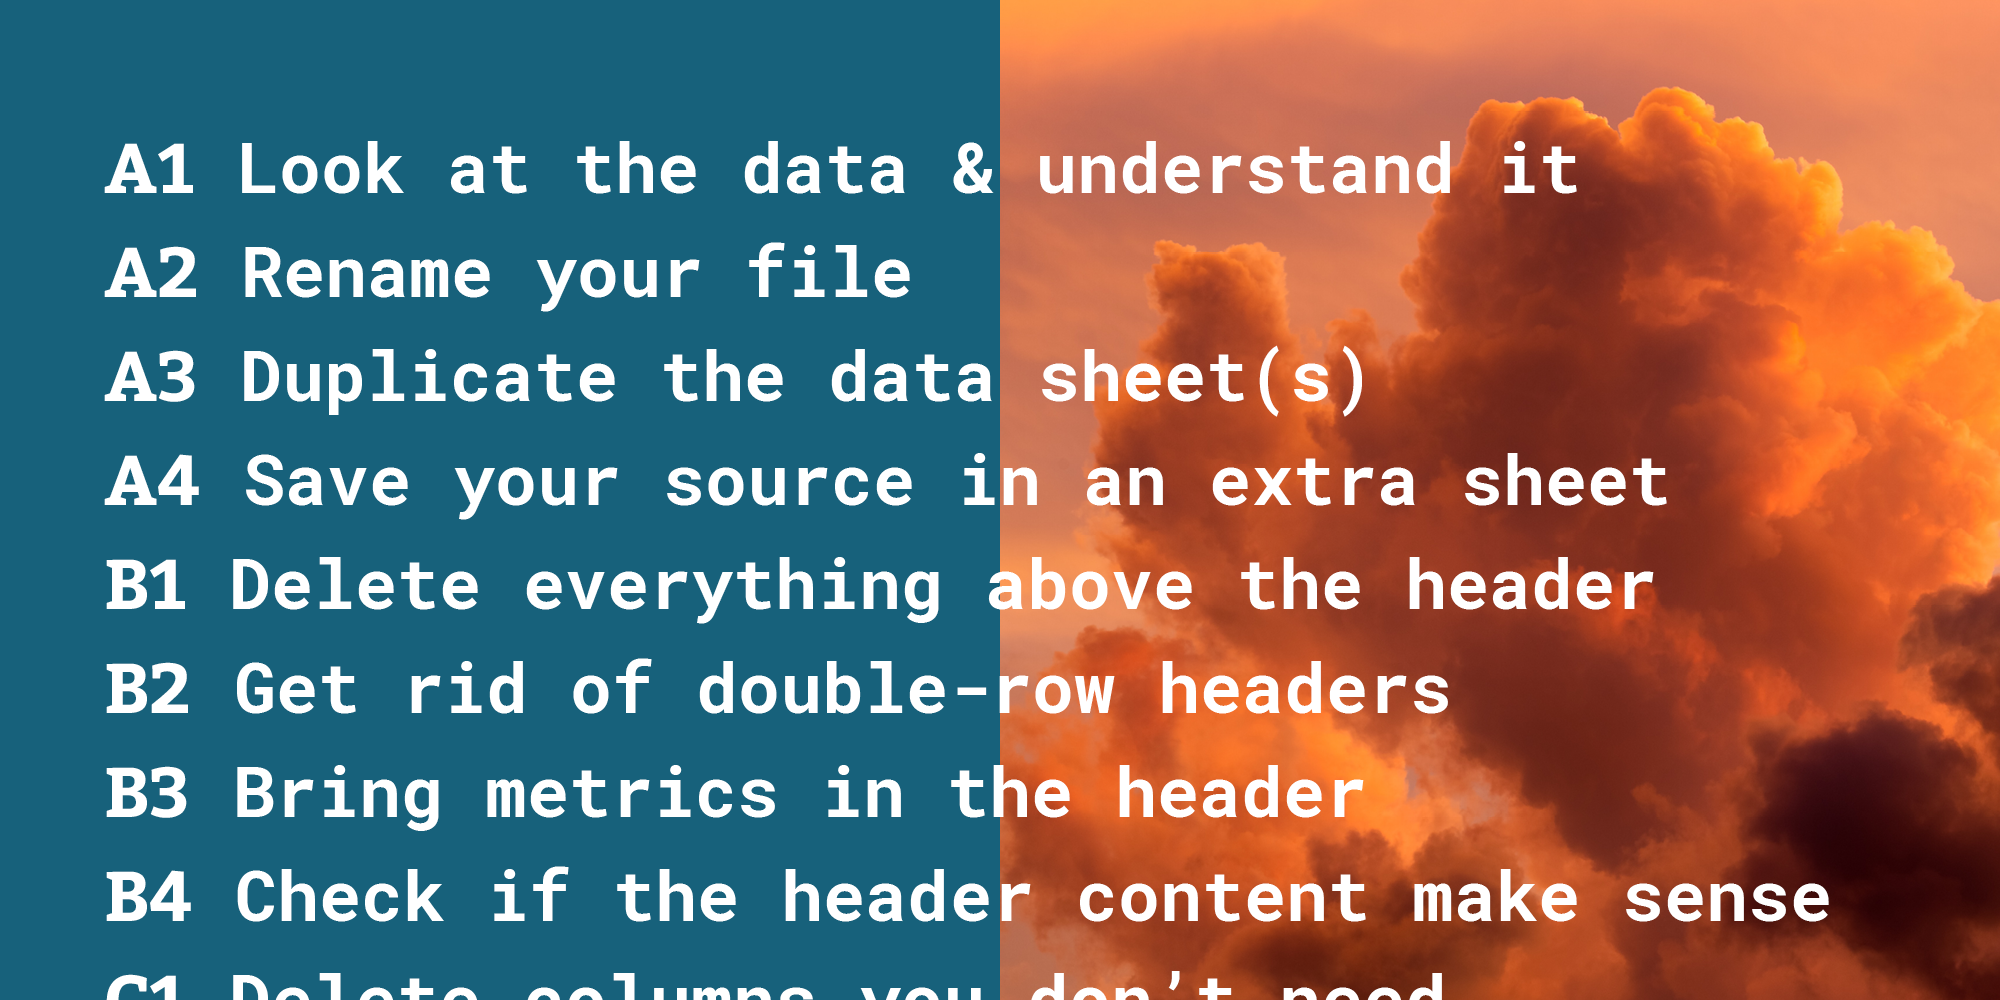 A1 Look at the data & understand it
A2 Rename your file
A3 Duplicate the data sheet(s)
A4 Save your source in an extra sheet
B1 Delete everything above the header
B2 Get rid of double-row headers
B3 Bring metrics in the header
B4 Check if the header content make sense
C1 Delete columns you don’t need